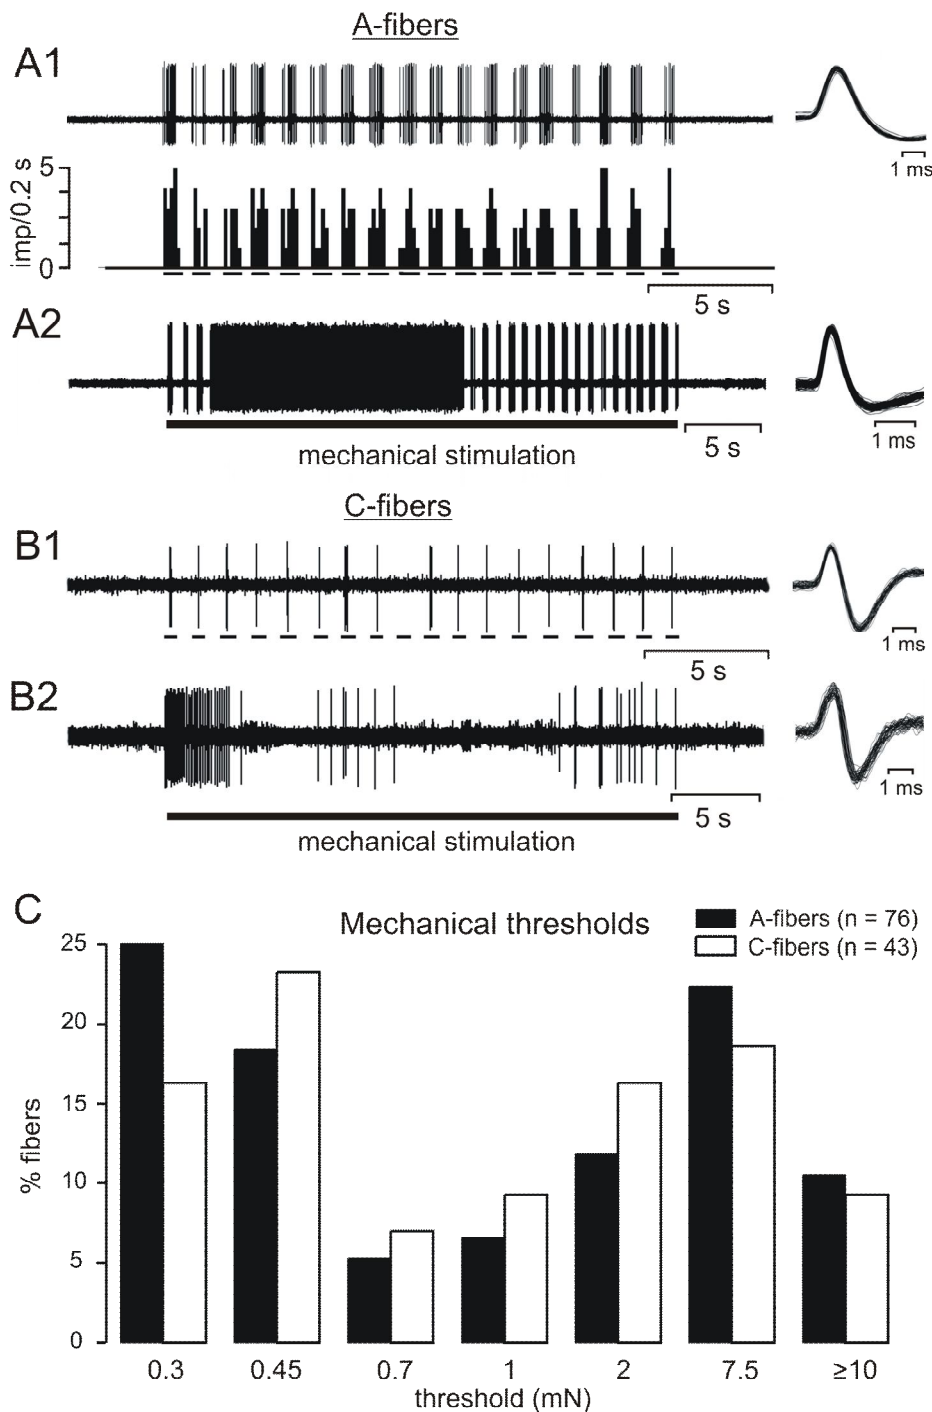 A-fibers
A1
1 ms
imp/0.2 s
5
0
5 s
A2
1 ms
5 s
mechanical stimulation
C-fibers
B1
1 ms
5 s
B2
1 ms
5 s
mechanical stimulation
C
Mechanical thresholds
A-fibers (n = 76)
C-fibers (n = 43)
% fibers
25
20
15
10
5
0
0.3 0.45 0.7 1 2 7.5 ≥10
threshold (mN)